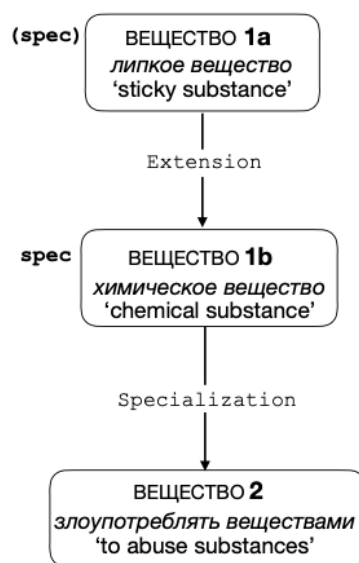 (spec)
ВЕЩЕСТВО 1a
липкое вещество
‘sticky substance’
Extension
spec
ВЕЩЕСТВО 1b
химическое вещество
‘chemical substance’
Specialization
ВЕЩЕСТВО 2
злоупотреблять веществами
‘to abuse substances’